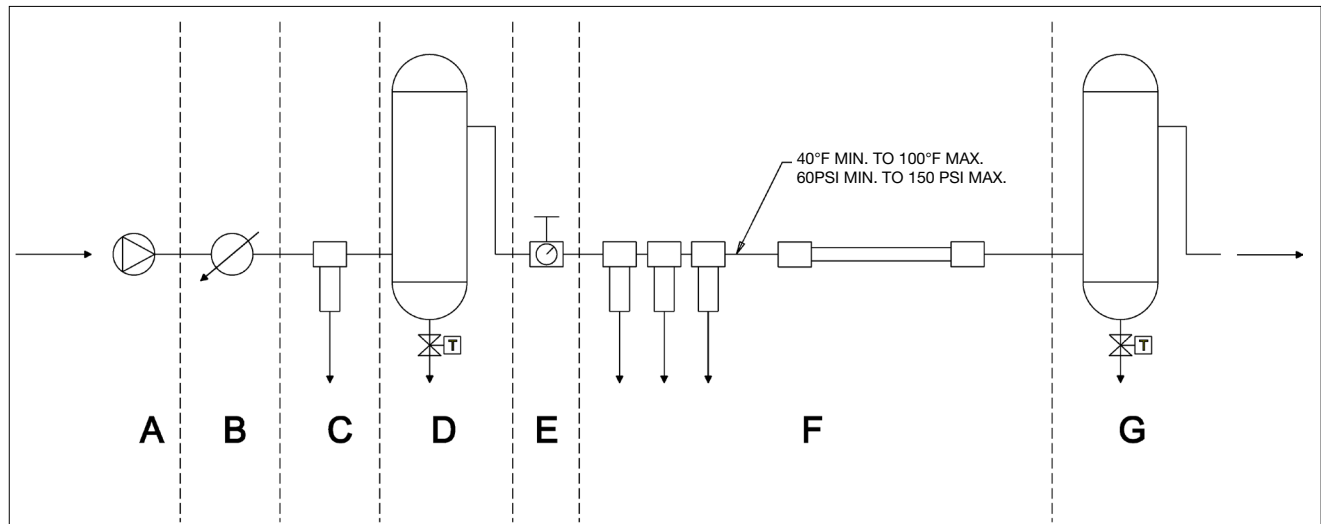 40°F MIN. TO 100°F MAX.
60PSI MIN. TO 150 PSI MAX.
T
T
A B C D E F G